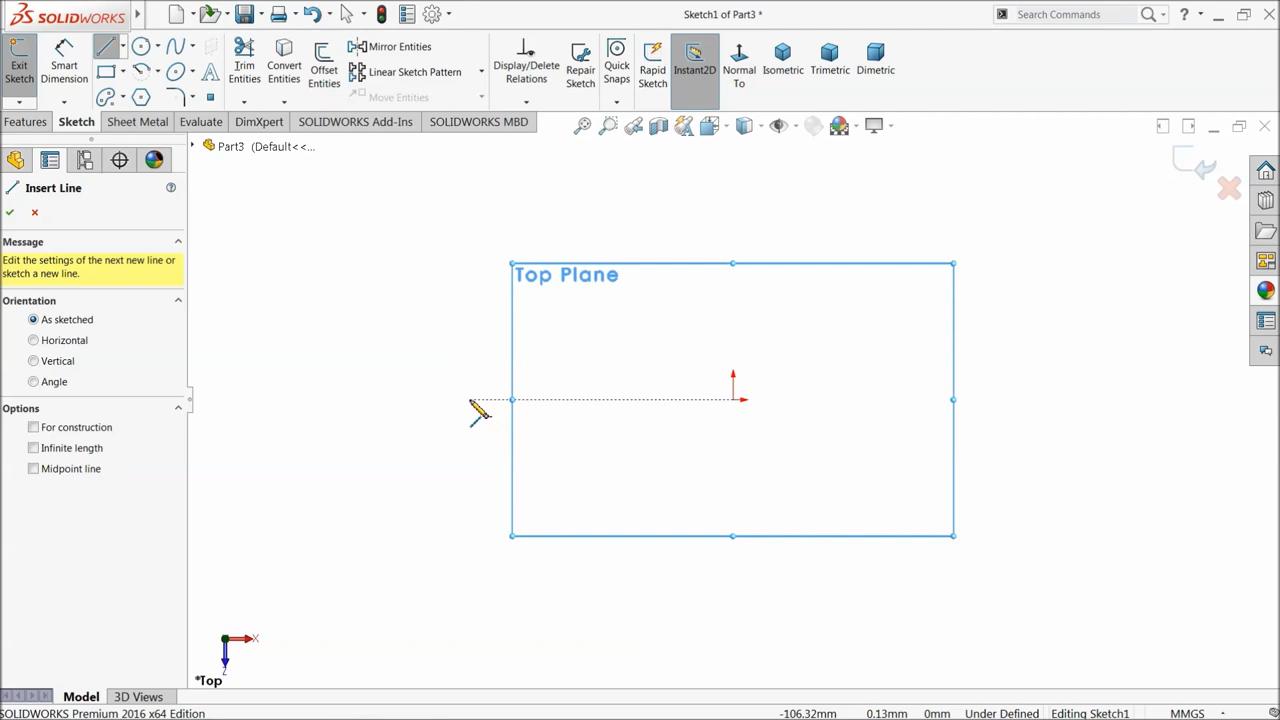 SOLIDWORKS
Sketch1 of Part3 *
Search Commands
?
Exit Sketch
Smart Dimension
Trim Entities
Convert Entities
Offset Entities
Mirror Entities
Linear Sketch Pattern
Move Entities
Display/Delete Relations
Repair Sketch
Quick Snaps
Rapid Sketch
Instant2D
Normal To
Isometric
Trimetric
Dimetric
Features
Sketch
Sheet Metal
Evaluate
DimXpert
SOLIDWORKS Add-Ins
SOLIDWORKS MBD
Part3 (Default<<...
Insert Line
Message
Edit the settings of the next new line or
sketch a new line.
Orientation
As sketched
Horizontal
Vertical
Angle
Options
For construction
Infinite length
Midpoint line
Top Plane
X
Z
*Top
Model
3D Views
SOLIDWORKS Premium 2016 x64 Edition
-106.32mm
0.13mm
0mm
Under Defined
Editing Sketch1
MMGS